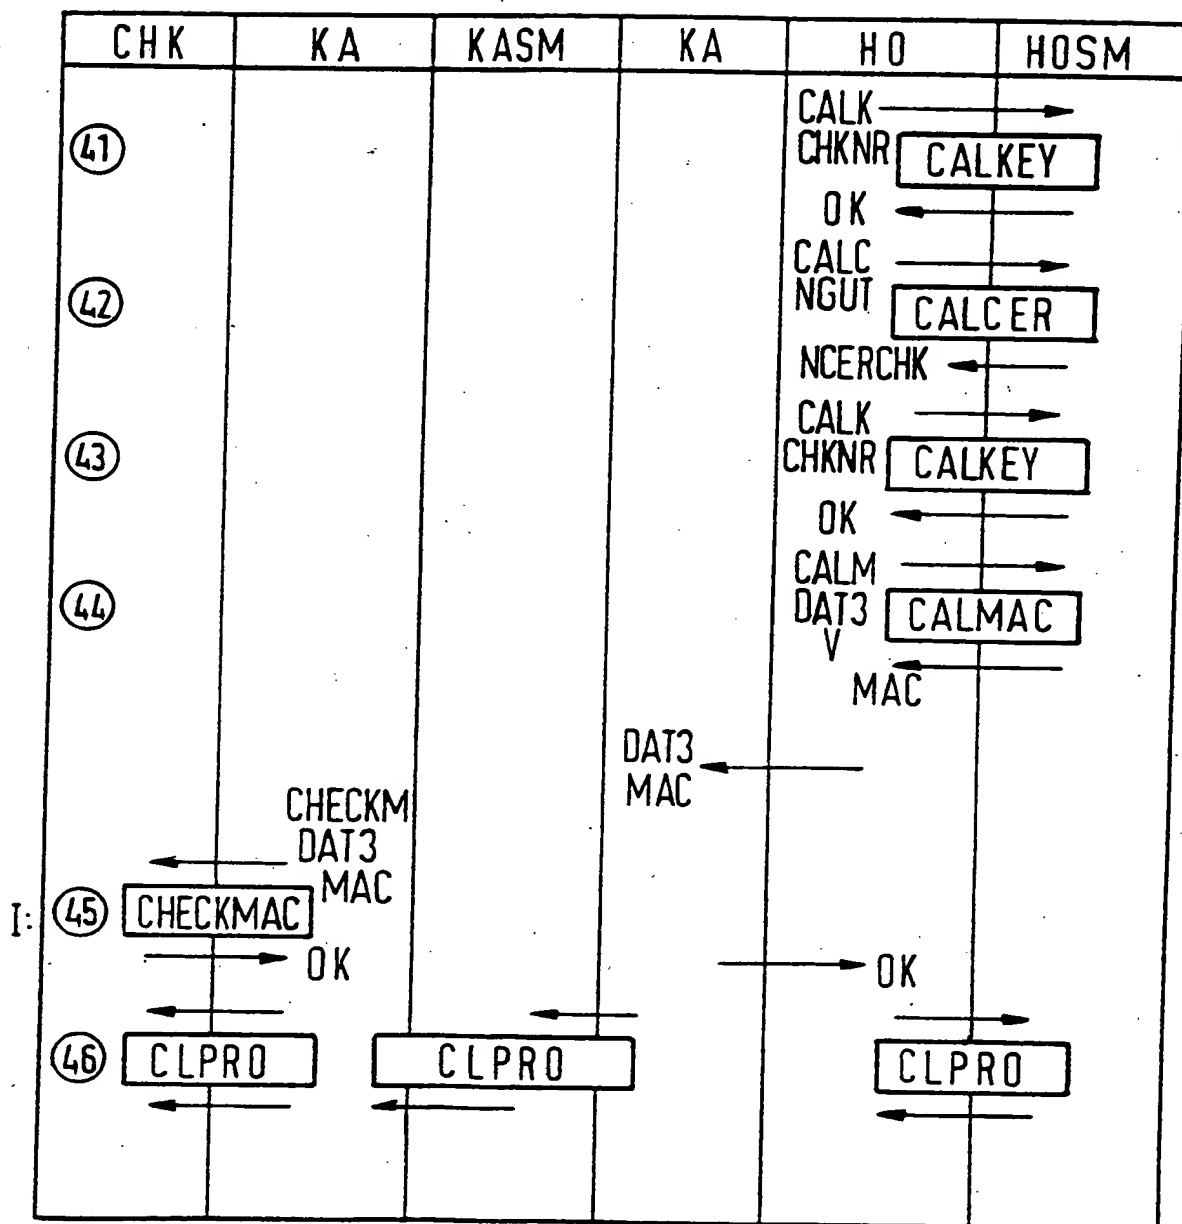 CHK KA KASM KA HO HOSM
CALK
41 CHKNR CALKEY
OK
CALC
42 NGUT CALCER
NCERCHK
CALK
43 CHKNR CALKEY
OK
CALM
44 DAT3 CALMAC
V
MAC
DAT3
MAC
CHECKM
DAT3
MAC
I: 45 CHECKMAC
OK OK
46 CLPRO CLPRO CLPRO